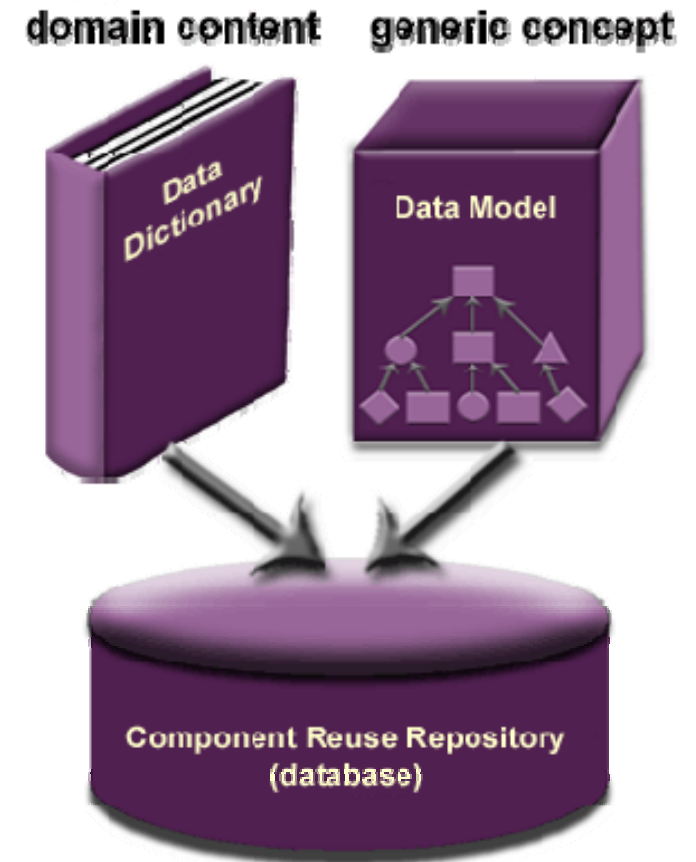 domain content
generic concept
Data
Dictionary
Data Model
Component Reuse Repository
(database)